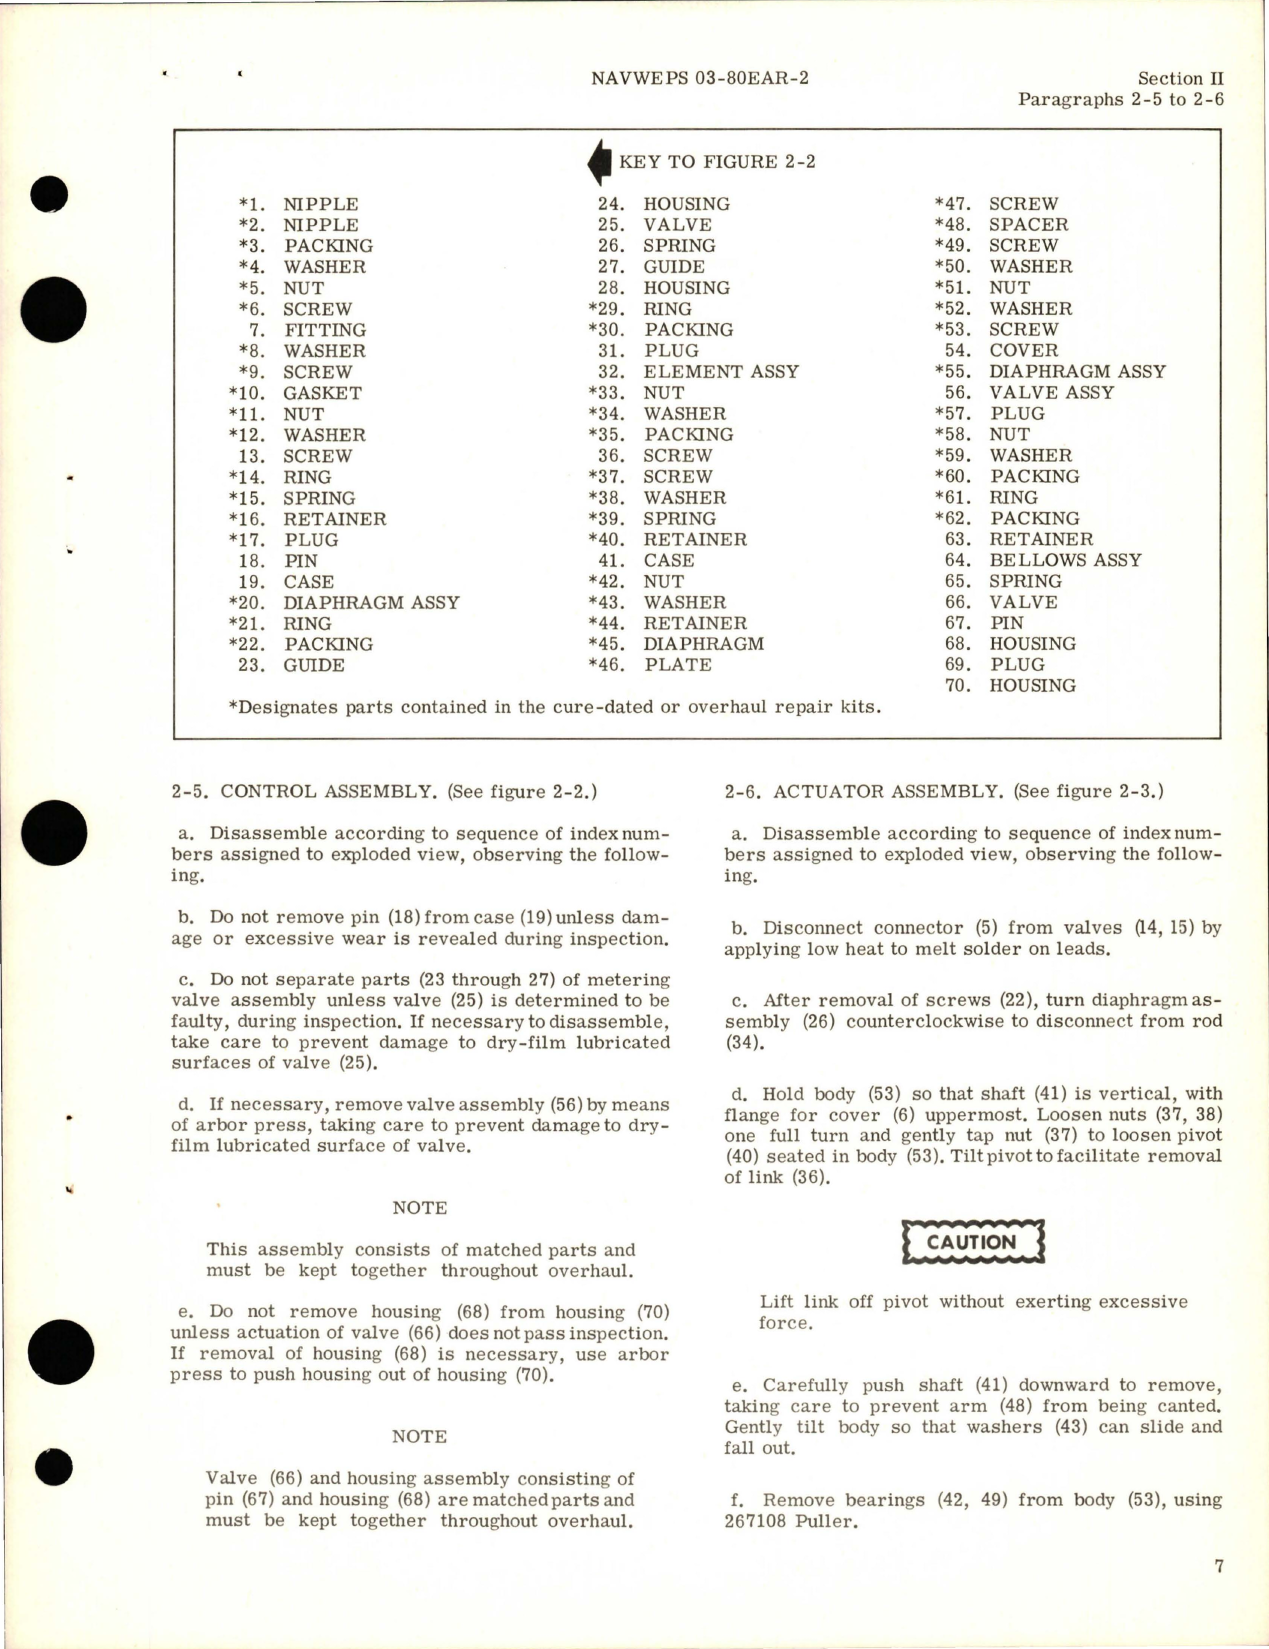 NAVWEPS 03-80EAR-2
Section II
Paragraphs 2-5 to 2-6
KEY TO FIGURE 2-2
*1. NIPPLE
*2. NIPPLE
*3. PACKING
*4. WASHER
*5. NUT
*6. SCREW
7. FITTING
*8. WASHER
*9. SCREW
*10. GASKET
*11. NUT
*12. WASHER
13. SCREW
*14. RING
*15. SPRING
*16. RETAINER
*17. PLUG
18. PIN
19. CASE
*20. DIAPHRAGM ASSY
*21. RING
*22. PACKING
23. GUIDE
24. HOUSING
25. VALVE
26. SPRING
27. GUIDE
28. HOUSING
*29. RING
*30. PACKING
31. PLUG
32. ELEMENT ASSY
*33. NUT
*34. WASHER
*35. PACKING
36. SCREW
*37. SCREW
*38. WASHER
*39. SPRING
*40. RETAINER
41. CASE
*42. NUT
*43. WASHER
*44. RETAINER
*45. DIAPHRAGM
*46. PLATE
*47. SCREW
*48. SPACER
*49. SCREW
*50. WASHER
*51. NUT
*52. WASHER
*53. SCREW
54. COVER
*55. DIAPHRAGM ASSY
56. VALVE ASSY
*57. PLUG
*58. NUT
*59. WASHER
*60. PACKING
*61. RING
*62. PACKING
63. RETAINER
64. BELLOWS ASSY
65. SPRING
66. VALVE
67. PIN
68. HOUSING
69. PLUG
70. HOUSING
*Designates parts contained in the cure-dated or overhaul repair kits.
2-5. CONTROL ASSEMBLY. (See figure 2-2.)
a. Disassemble according to sequence of index num-
bers assigned to exploded view, observing the follow-
ing.
b. Do not remove pin (18) from case (19) unless dam-
age or excessive wear is revealed during inspection.
c. Do not separate parts (23 through 27) of metering
valve assembly unless valve (25) is determined to be
faulty, during inspection. If necessary to disassemble,
take care to prevent damage to dry-film lubricated
surfaces of valve (25).
d. If necessary, remove valve assembly (56) by means
of arbor press, taking care to prevent damage to dry-
film lubricated surface of valve.
NOTE
This assembly consists of matched parts and
must be kept together throughout overhaul.
e. Do not remove housing (68) from housing (70)
unless actuation of valve (66) does not pass inspection.
If removal of housing (68) is necessary, use arbor
press to push housing out of housing (70).
NOTE
Valve (66) and housing assembly consisting of
pin (67) and housing (68) are matched parts and
must be kept together throughout overhaul.
2-6. ACTUATOR ASSEMBLY. (See figure 2-3.)
a. Disassemble according to sequence of index num-
bers assigned to exploded view, observing the follow-
ing.
b. Disconnect connector (5) from valves (14, 15) by
applying low heat to melt solder on leads.
c. After removal of screws (22), turn diaphragm as-
sembly (26) counterclockwise to disconnect from rod
(34).
d. Hold body (53) so that shaft (41) is vertical, with
flange for cover (6) uppermost. Loosen nuts (37, 38)
one full turn and gently tap nut (37) to loosen pivot
(40) seated in body (53). Tilt pivot to facilitate removal
of link (36).
CAUTION
Lift link off pivot without exerting excessive
force.
e. Carefully push shaft (41) downward to remove,
taking care to prevent arm (48) from being canted.
Gently tilt body so that washers (43) can slide and
fall out.
f. Remove bearings (42, 49) from body (53), using
267108 Puller.
7